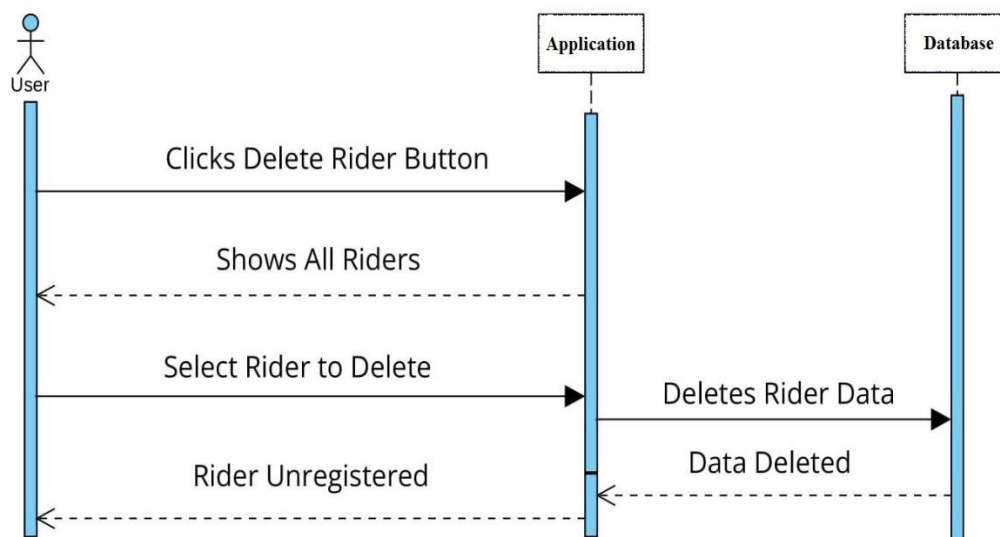 User
Application
Database
Clicks Delete Rider Button
Shows All Riders
Select Rider to Delete
Deletes Rider Data
Data Deleted
Rider Unregistered